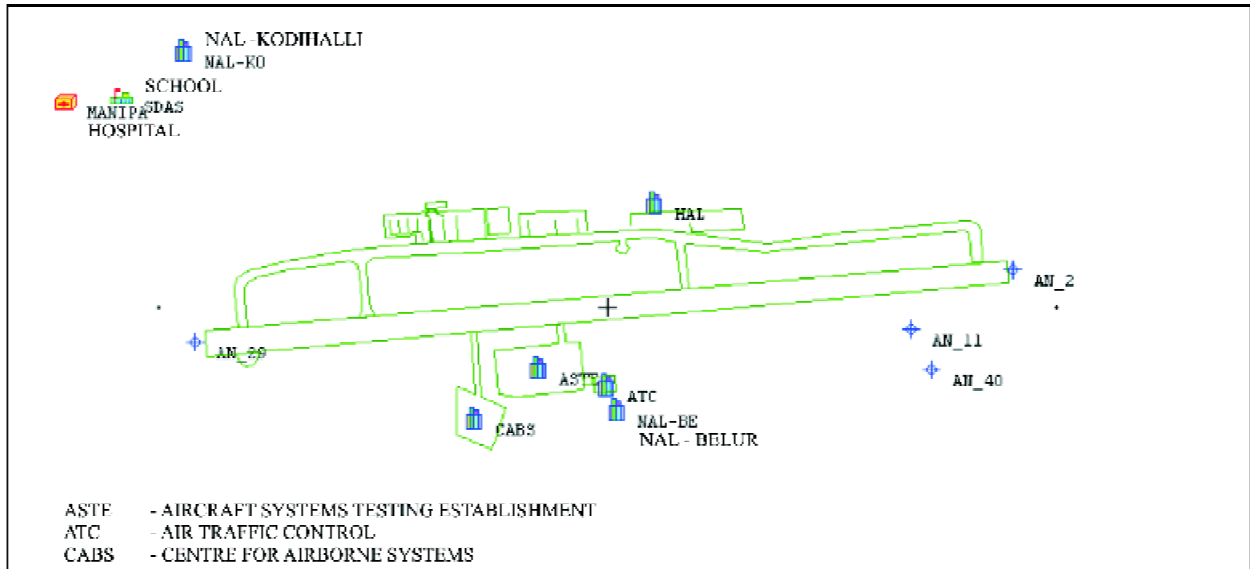 NAL -KODIHALLI
NAL-KO
SCHOOL
SDAS
MANIPA
HOSPITAL
HAL
AN_2
AN_11
AN_29
AN_40
ASTE
ATC
NAL-BE
CABS
NAL - BELUR
ASTE - AIRCRAFT SYSTEMS TESTING ESTABLISHMENT
ATC - AIR TRAFFIC CONTROL
CABS - CENTRE FOR AIRBORNE SYSTEMS